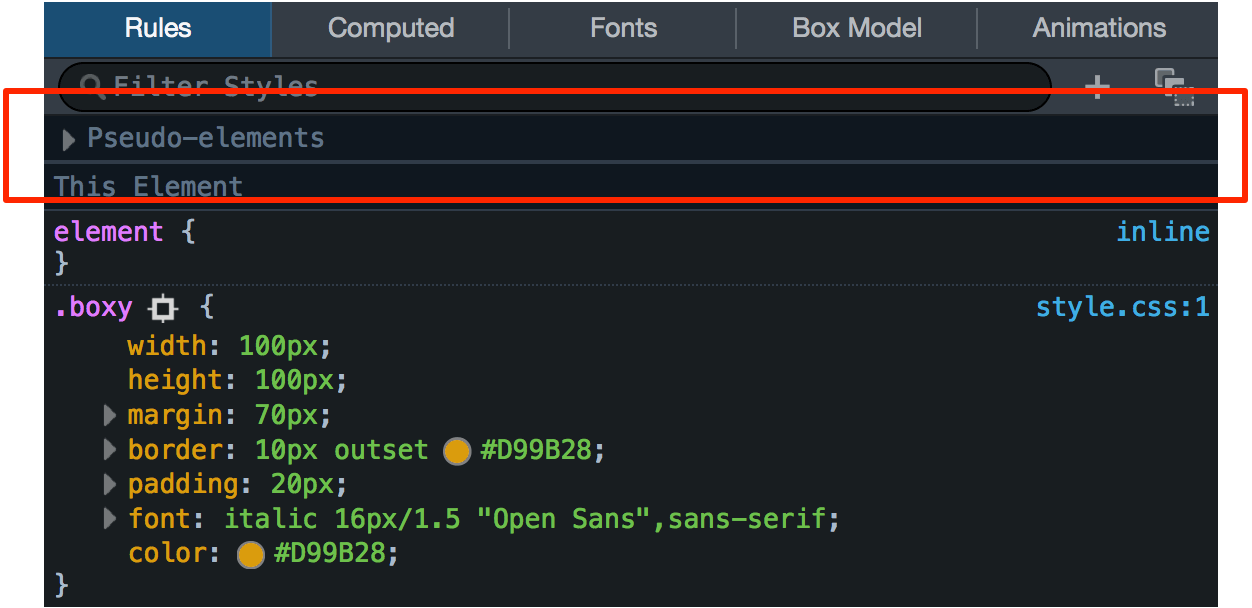 Rules Computed Fonts Box Model Animations
Filter Styles
Pseudo-elements
This Element
element { inline
}
.boxy { style.css:1
width: 100px;
height: 100px;
margin: 70px;
border: 10px outset #D99B28;
padding: 20px;
font: italic 16px/1.5 "Open Sans",sans-serif;
color: #D99B28;
}